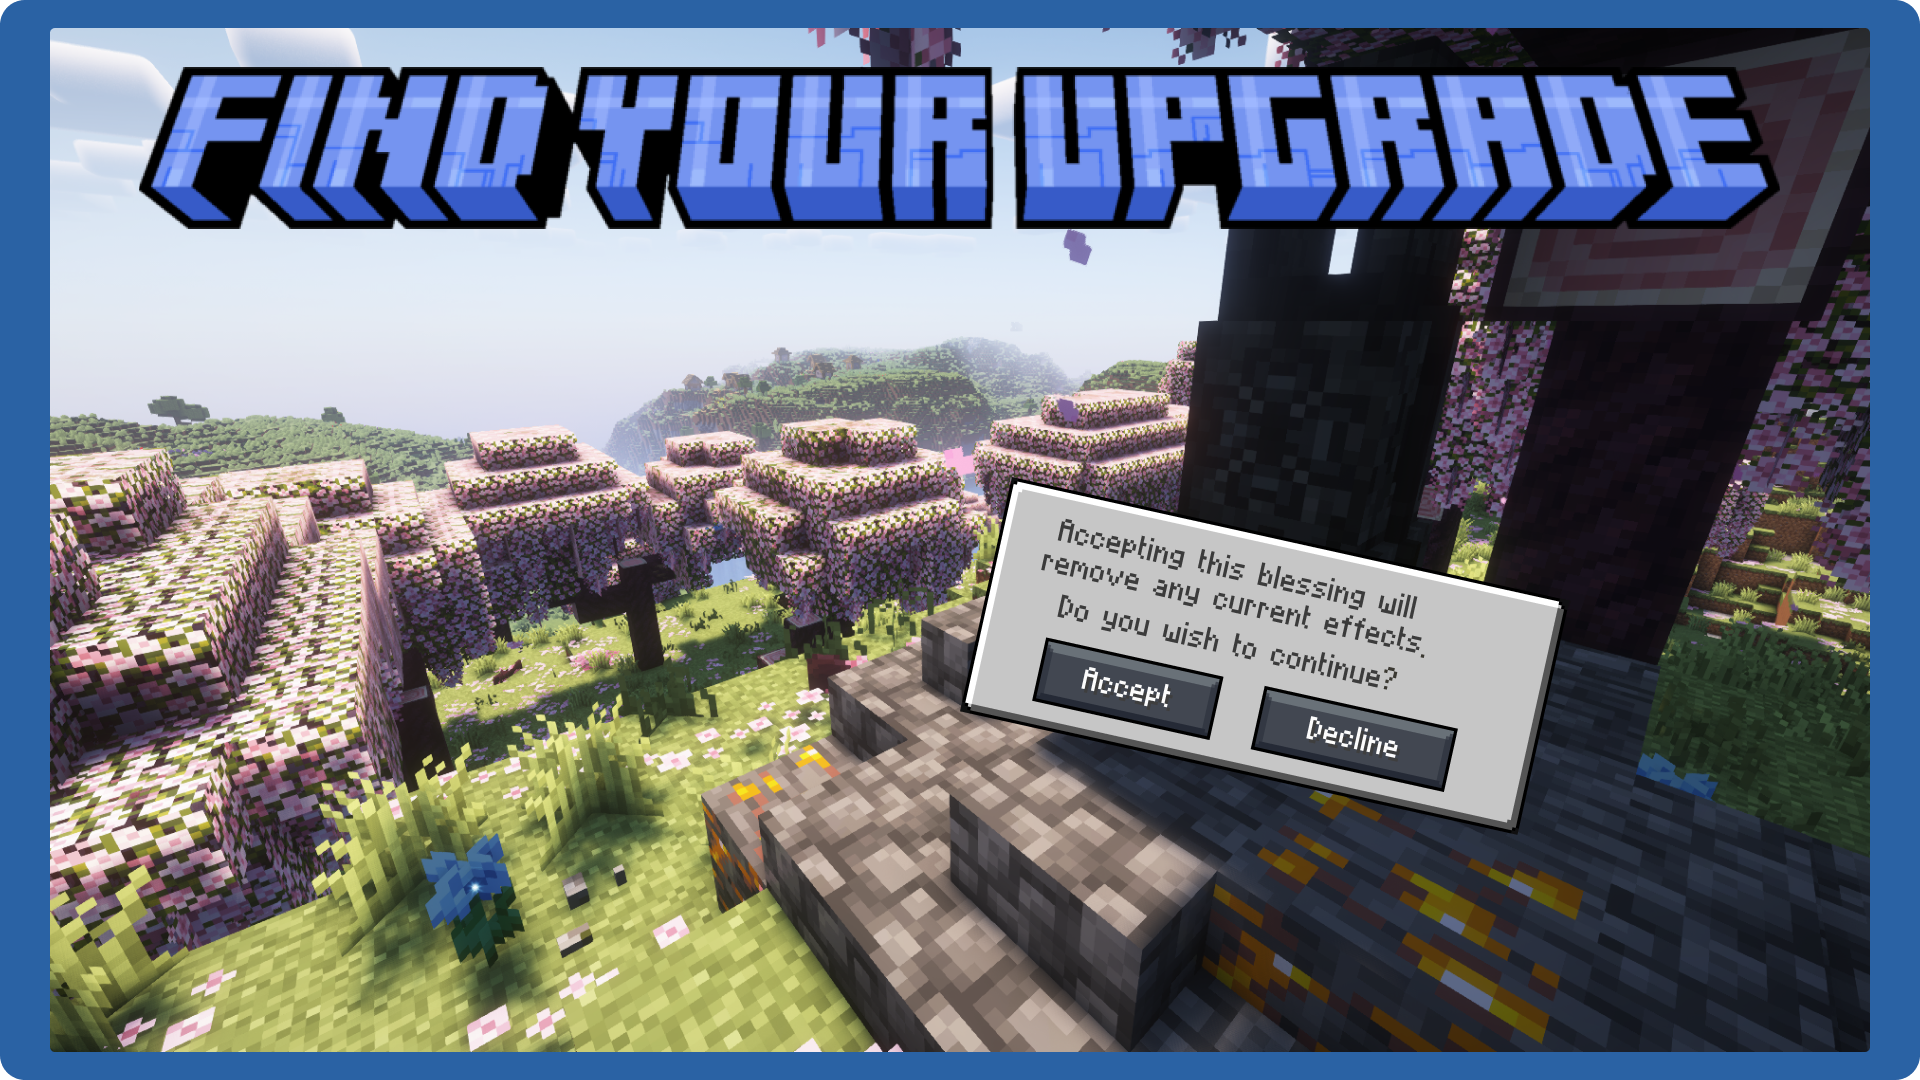 FIND YOUR UPGRADE
Accepting this blessing will
remove any current effects.
Do you wish to continue?
Accept
Decline